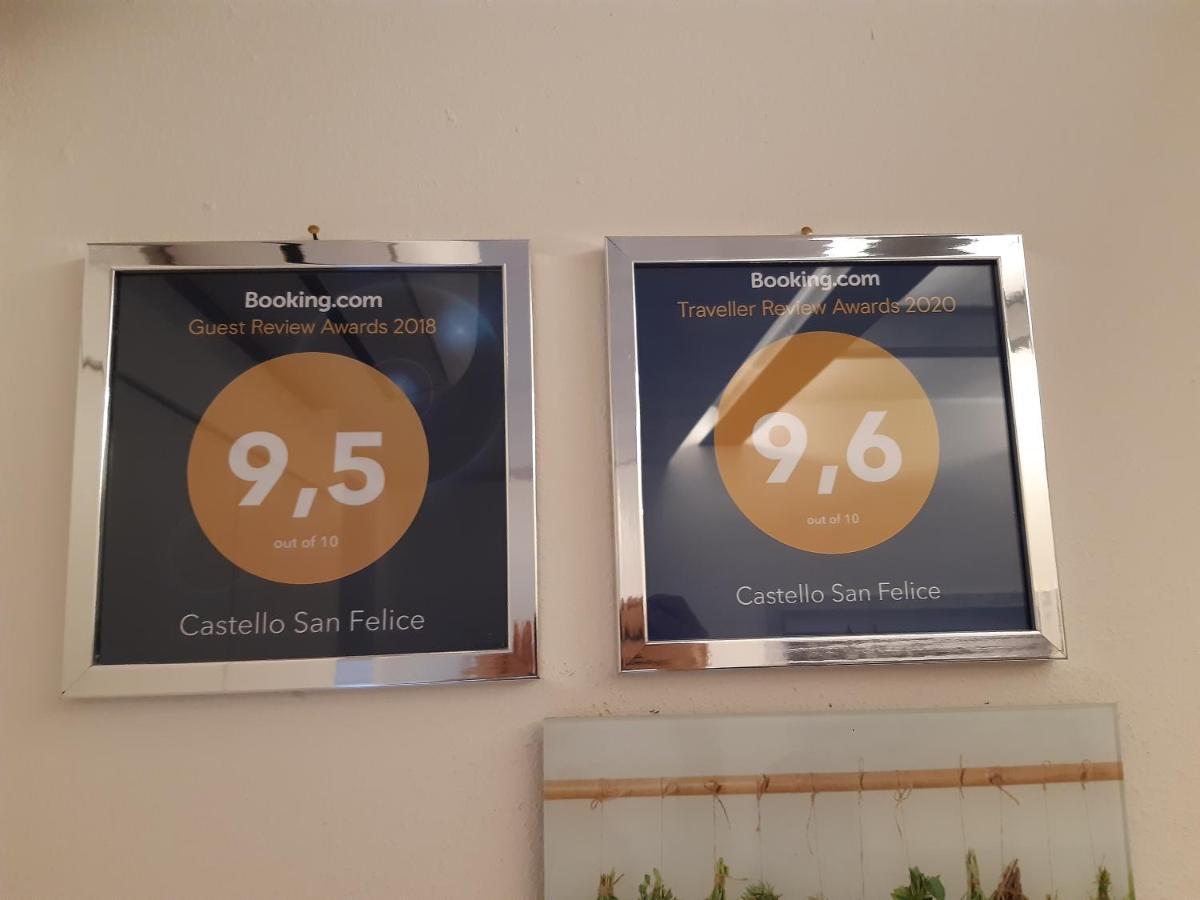 Booking.com
Guest Review Awards 2018
9,5
out of 10
Castello San Felice
Booking.com
Traveller Review Awards 2020
9,6
out of 10
Castello San Felice